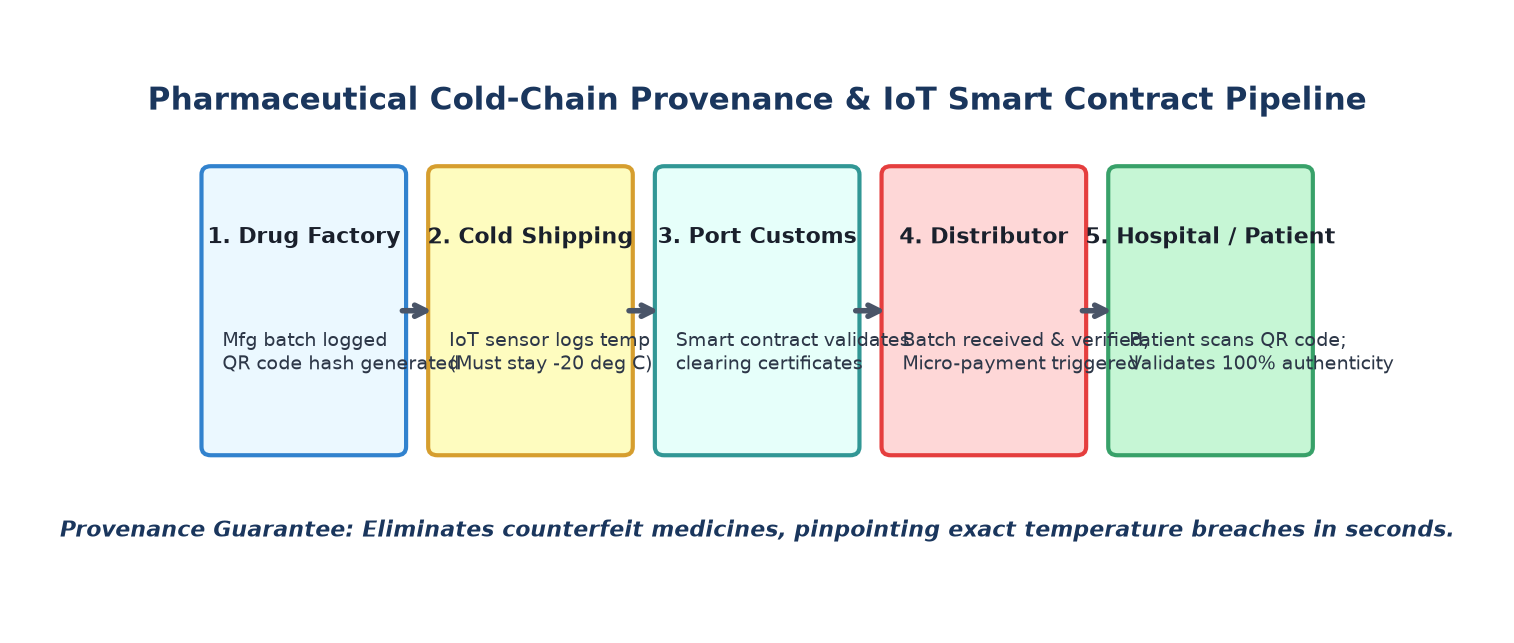 Pharmaceutical Cold-Chain Provenance & IoT Smart Contract Pipeline
1. Drug Factory
Mfg batch logged
QR code hash generated
2. Cold Shipping
IoT sensor logs temp
(Must stay -20 deg C)
3. Port Customs
Smart contract validates
clearing certificates
4. Distributor
Batch received & verified;
Micro-payment triggered
5. Hospital / Patient
Patient scans QR code;
Validates 100% authenticity
Provenance Guarantee: Eliminates counterfeit medicines, pinpointing exact temperature breaches in seconds.